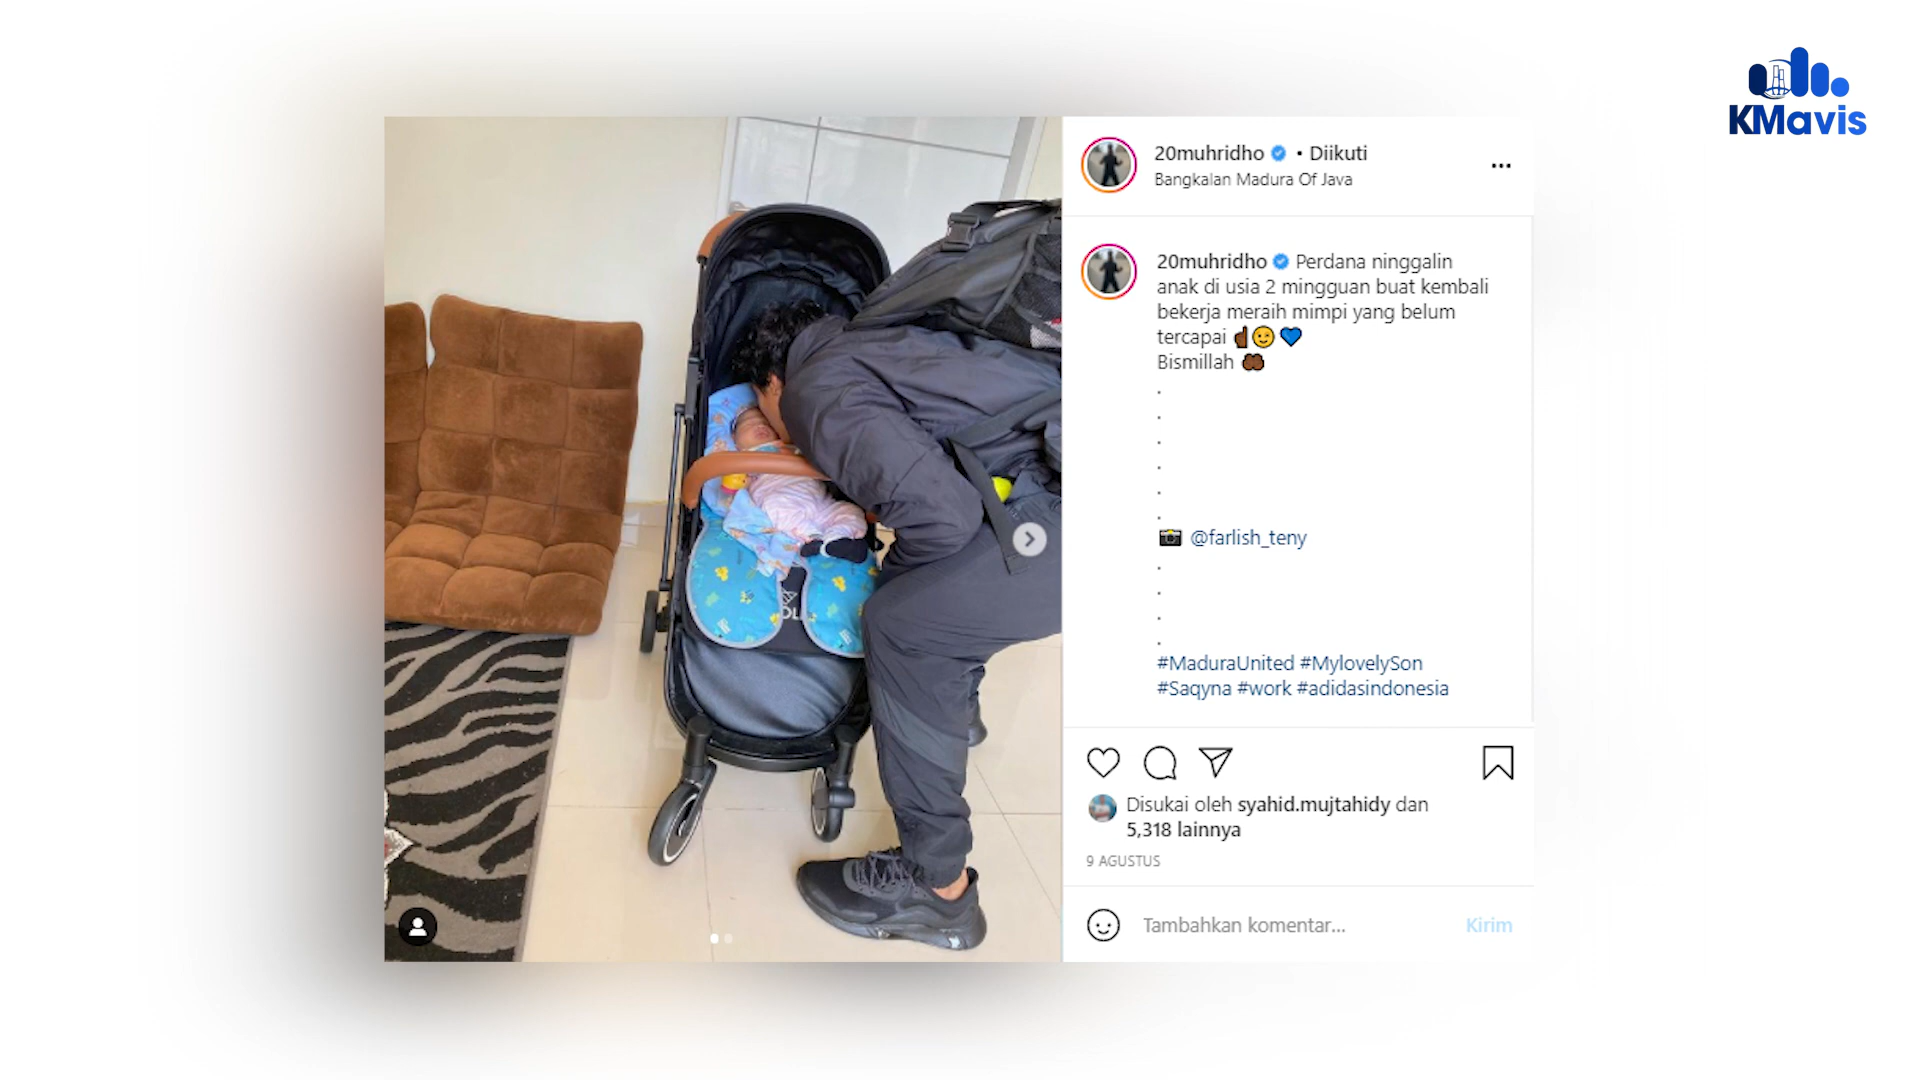 KMavis
20muhridho • Diikuti
Bangkalan Madura Of Java
20muhridho Perdana ninggalin
anak di usia 2 mingguan buat kembali
bekerja meraih mimpi yang belum
tercapai ☝🏿😉💙
Bismillah 🤲🏿
.
.
.
.
.
.
📸 @farlish_teny
.
.
.
.
#MaduraUnited #MylovelySon
#Saqyna #work #adidasindonesia
Disukai oleh syahid.mujtahidy dan
5,318 lainnya
9 AGUSTUS
Tambahkan komentar... Kirim